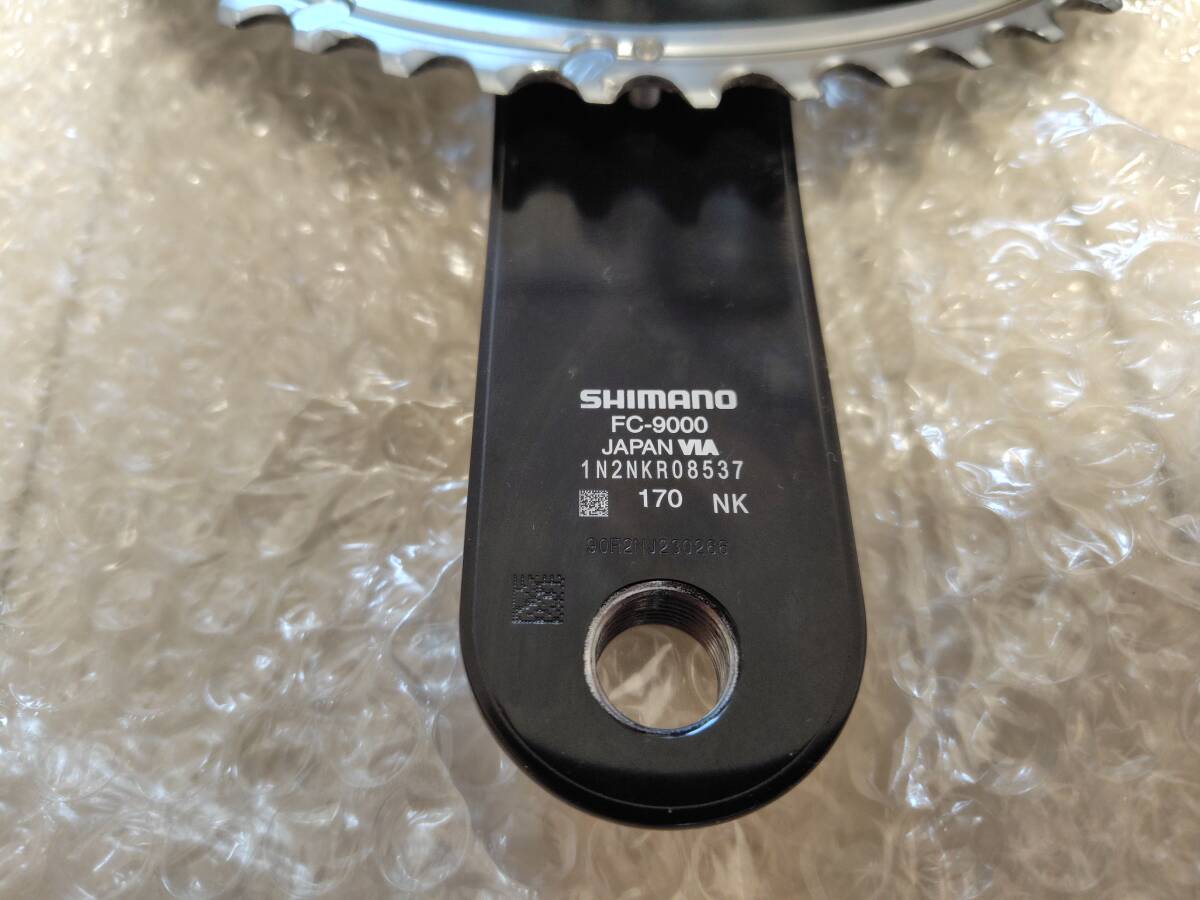 SHIMANO
FC-9000
JAPAN VIA
1N2NKR08537
170 NK
90R2NJ230266